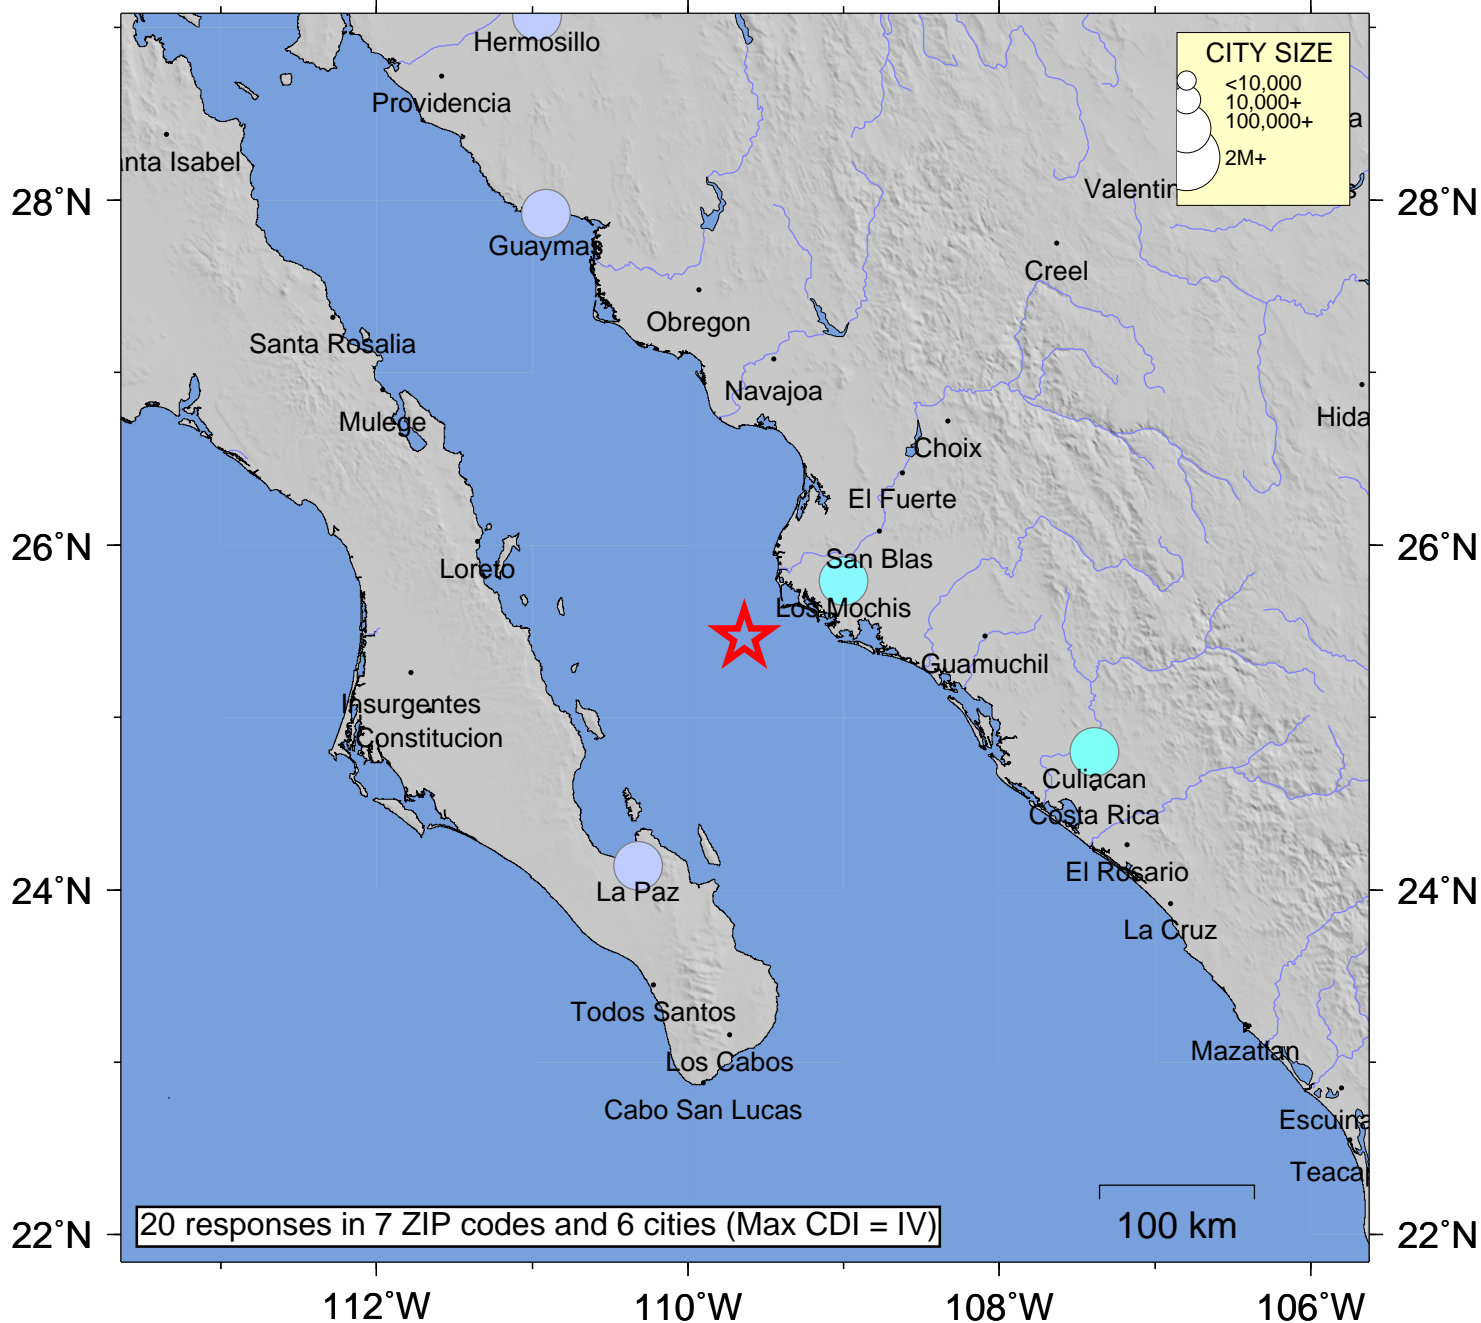 Hermosillo
CITY SIZE
<10,000
10,000+
100,000+
2M+
Providencia
a
anta Isabel
Valentin
s
28°N
28°N
Guaymas
Creel
Obregon
Santa Rosalia
Navajoa
Mulege
Hida
Choix
El Fuerte
26°N
26°N
San Blas
Loreto
Los Mochis
Guamuchil
Insurgentes
Constitucion
Culiacan
Costa Rica
El Rosario
24°N
24°N
La Paz
La Cruz
Todos Santos
Mazatlan
Los Cabos
Cabo San Lucas
Escuina
Teaca
20 responses in 7 ZIP codes and 6 cities (Max CDI = IV)
100 km
22°N
22°N
112°W
110°W
108°W
106°W